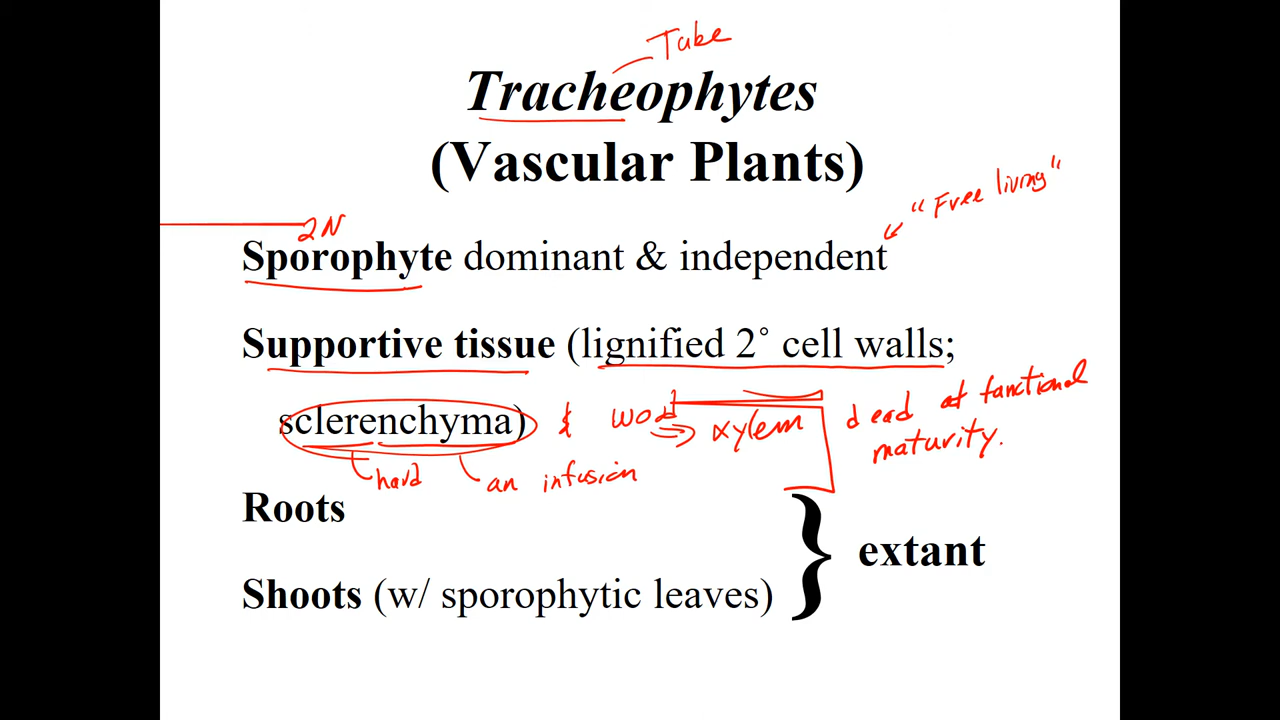 Tube
Tracheophytes
(Vascular Plants)
"Free living"
2N
Sporophyte dominant & independent
Supportive tissue (lignified 2˚ cell walls;
sclerenchyma) & wood ⇒ xylem dead at functional
maturity.
hard an infusion
Roots
extant
Shoots (w/ sporophytic leaves)